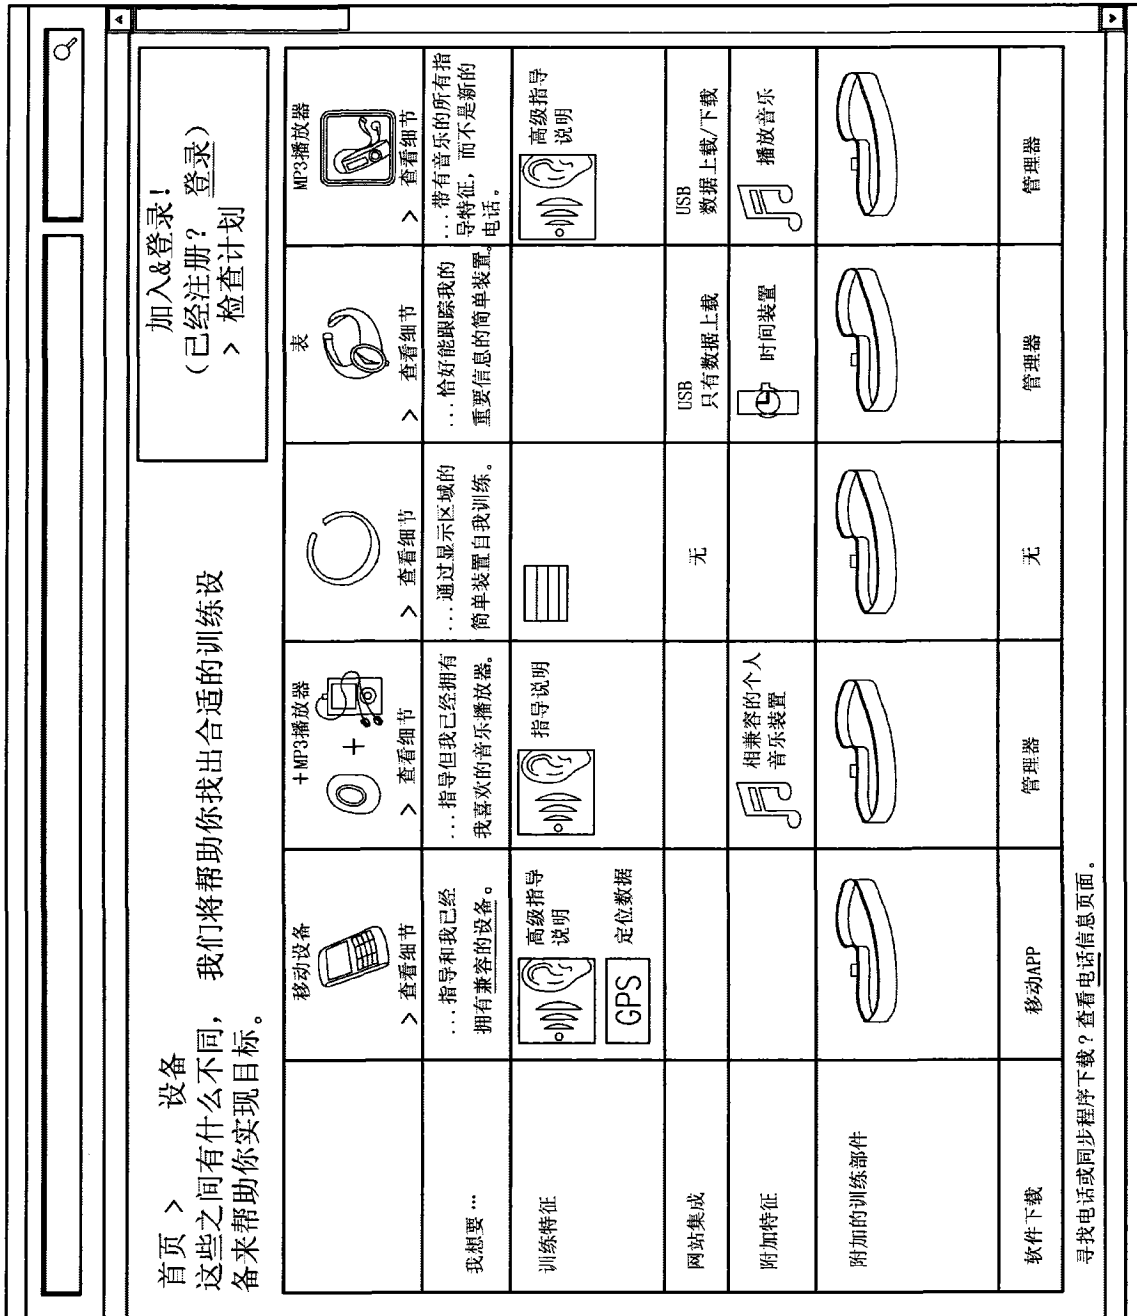 首页 > 设备
这些之间有什么不同，我们将帮助你找出合适的训练设
备来帮助你实现目标。
加入&登录!
(已经注册? 登录)
> 检查计划
移动设备
> 查看细节
+MP3播放器
+
> 查看细节
> 查看细节
表
> 查看细节
MP3播放器
> 查看细节
我想要…
...指导和我已经
拥有兼容的设备。
...指导但我已经拥有
我喜欢的音乐播放器。
...通过显示区域的
简单装置自我训练。
...恰好能跟踪我的
重要信息的简单装置。
...带有音乐的所有指
导特征，而不是新的
电话。
训练特征
高级指导
说明
GPS
定位数据
指导说明
高级指导
说明
网站集成
无
USB
只有数据上载
USB
数据上载/下载
附加特征
相兼容的个人
音乐装置
时间装置
播放音乐
附加的训练部件
软件下载
移动APP
管理器
无
管理器
管理器
寻找电话或同步程序下载?查看电话信息页面。